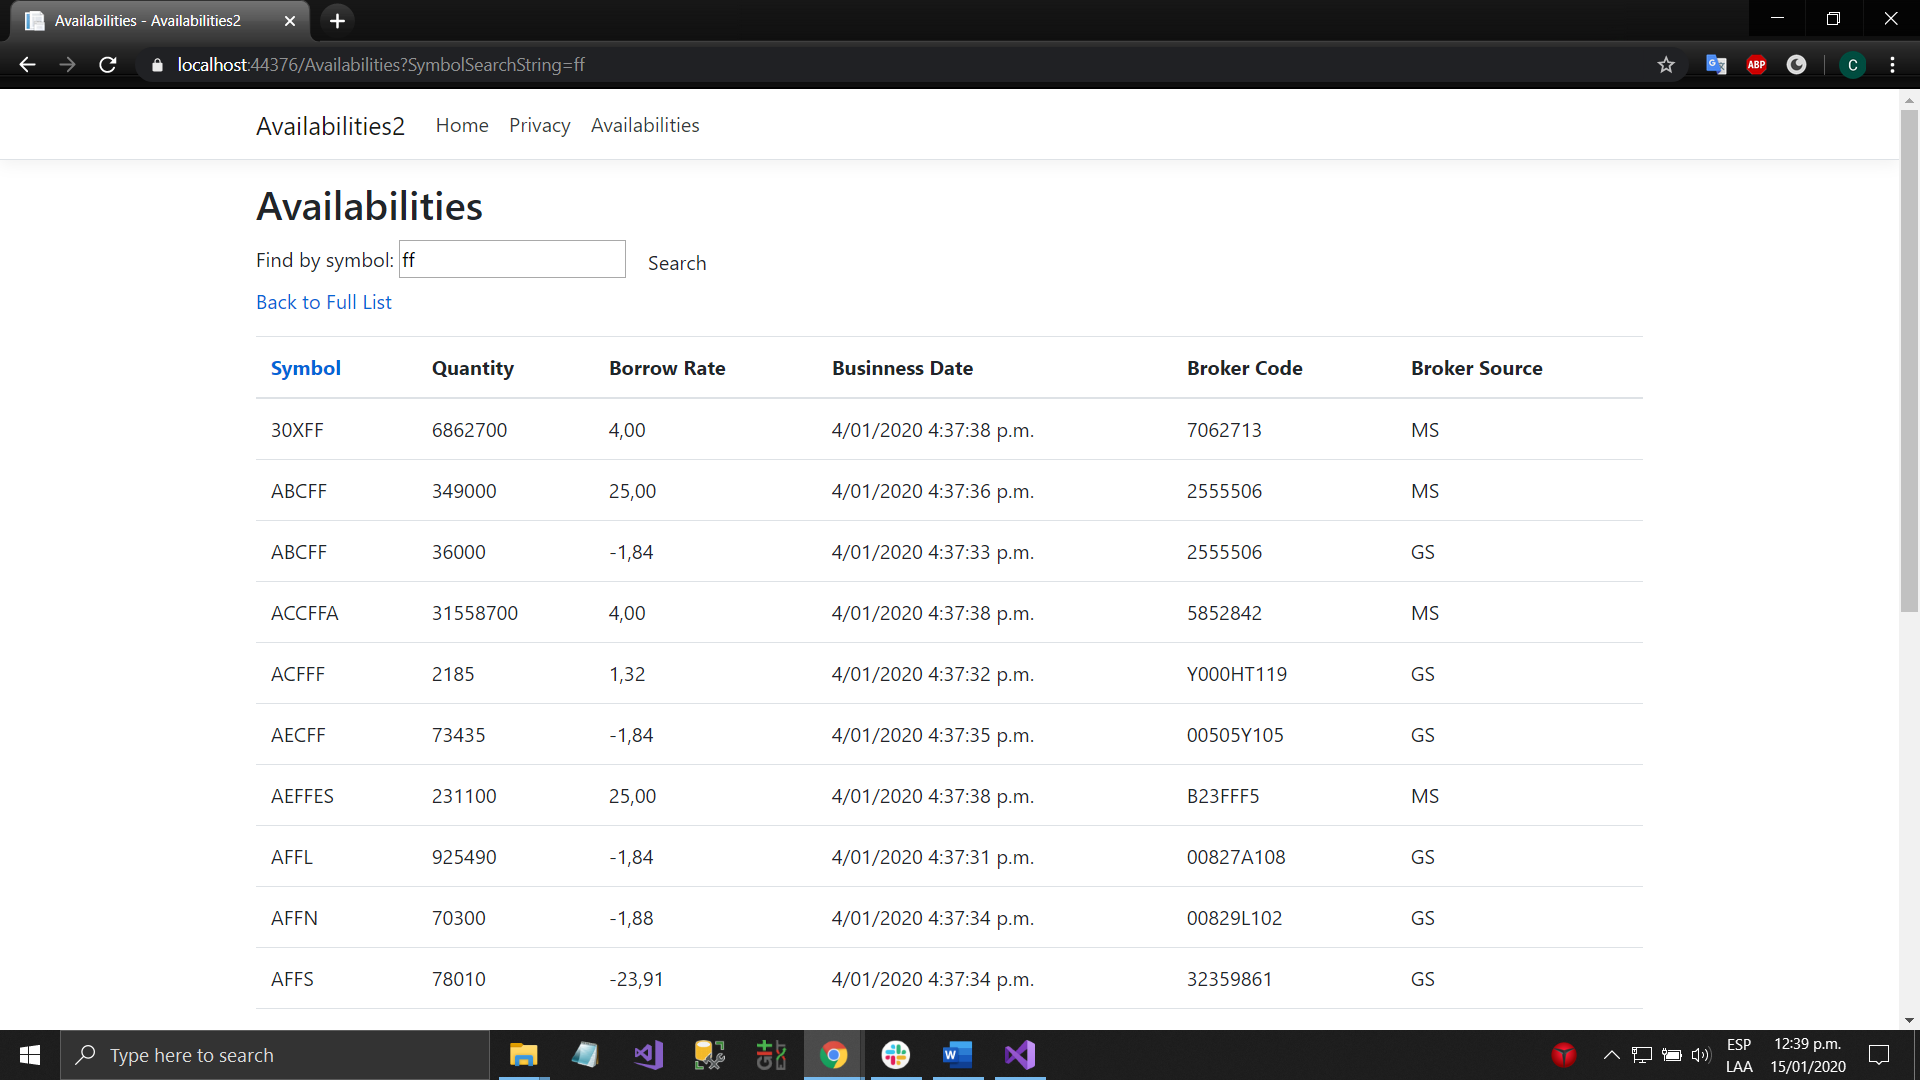 Availabilities - Availabilities2
localhost:44376/Availabilities?SymbolSearchString=ff
ABP
C
Availabilities2 Home Privacy Availabilities
Availabilities
Find by symbol: ff Search
Back to Full List
Symbol Quantity Borrow Rate Businness Date Broker Code Broker Source
30XFF 6862700 4,00 4/01/2020 4:37:38 p.m. 7062713 MS
ABCFF 349000 25,00 4/01/2020 4:37:36 p.m. 2555506 MS
ABCFF 36000 -1,84 4/01/2020 4:37:33 p.m. 2555506 GS
ACCFFA 31558700 4,00 4/01/2020 4:37:38 p.m. 5852842 MS
ACFFF 2185 1,32 4/01/2020 4:37:32 p.m. Y000HT119 GS
AECFF 73435 -1,84 4/01/2020 4:37:35 p.m. 00505Y105 GS
AEFFES 231100 25,00 4/01/2020 4:37:38 p.m. B23FFF5 MS
AFFL 925490 -1,84 4/01/2020 4:37:31 p.m. 00827A108 GS
AFFN 70300 -1,88 4/01/2020 4:37:34 p.m. 00829L102 GS
AFFS 78010 -23,91 4/01/2020 4:37:34 p.m. 32359861 GS
Type here to search
ESP 12:39 p.m.
LAA 15/01/2020